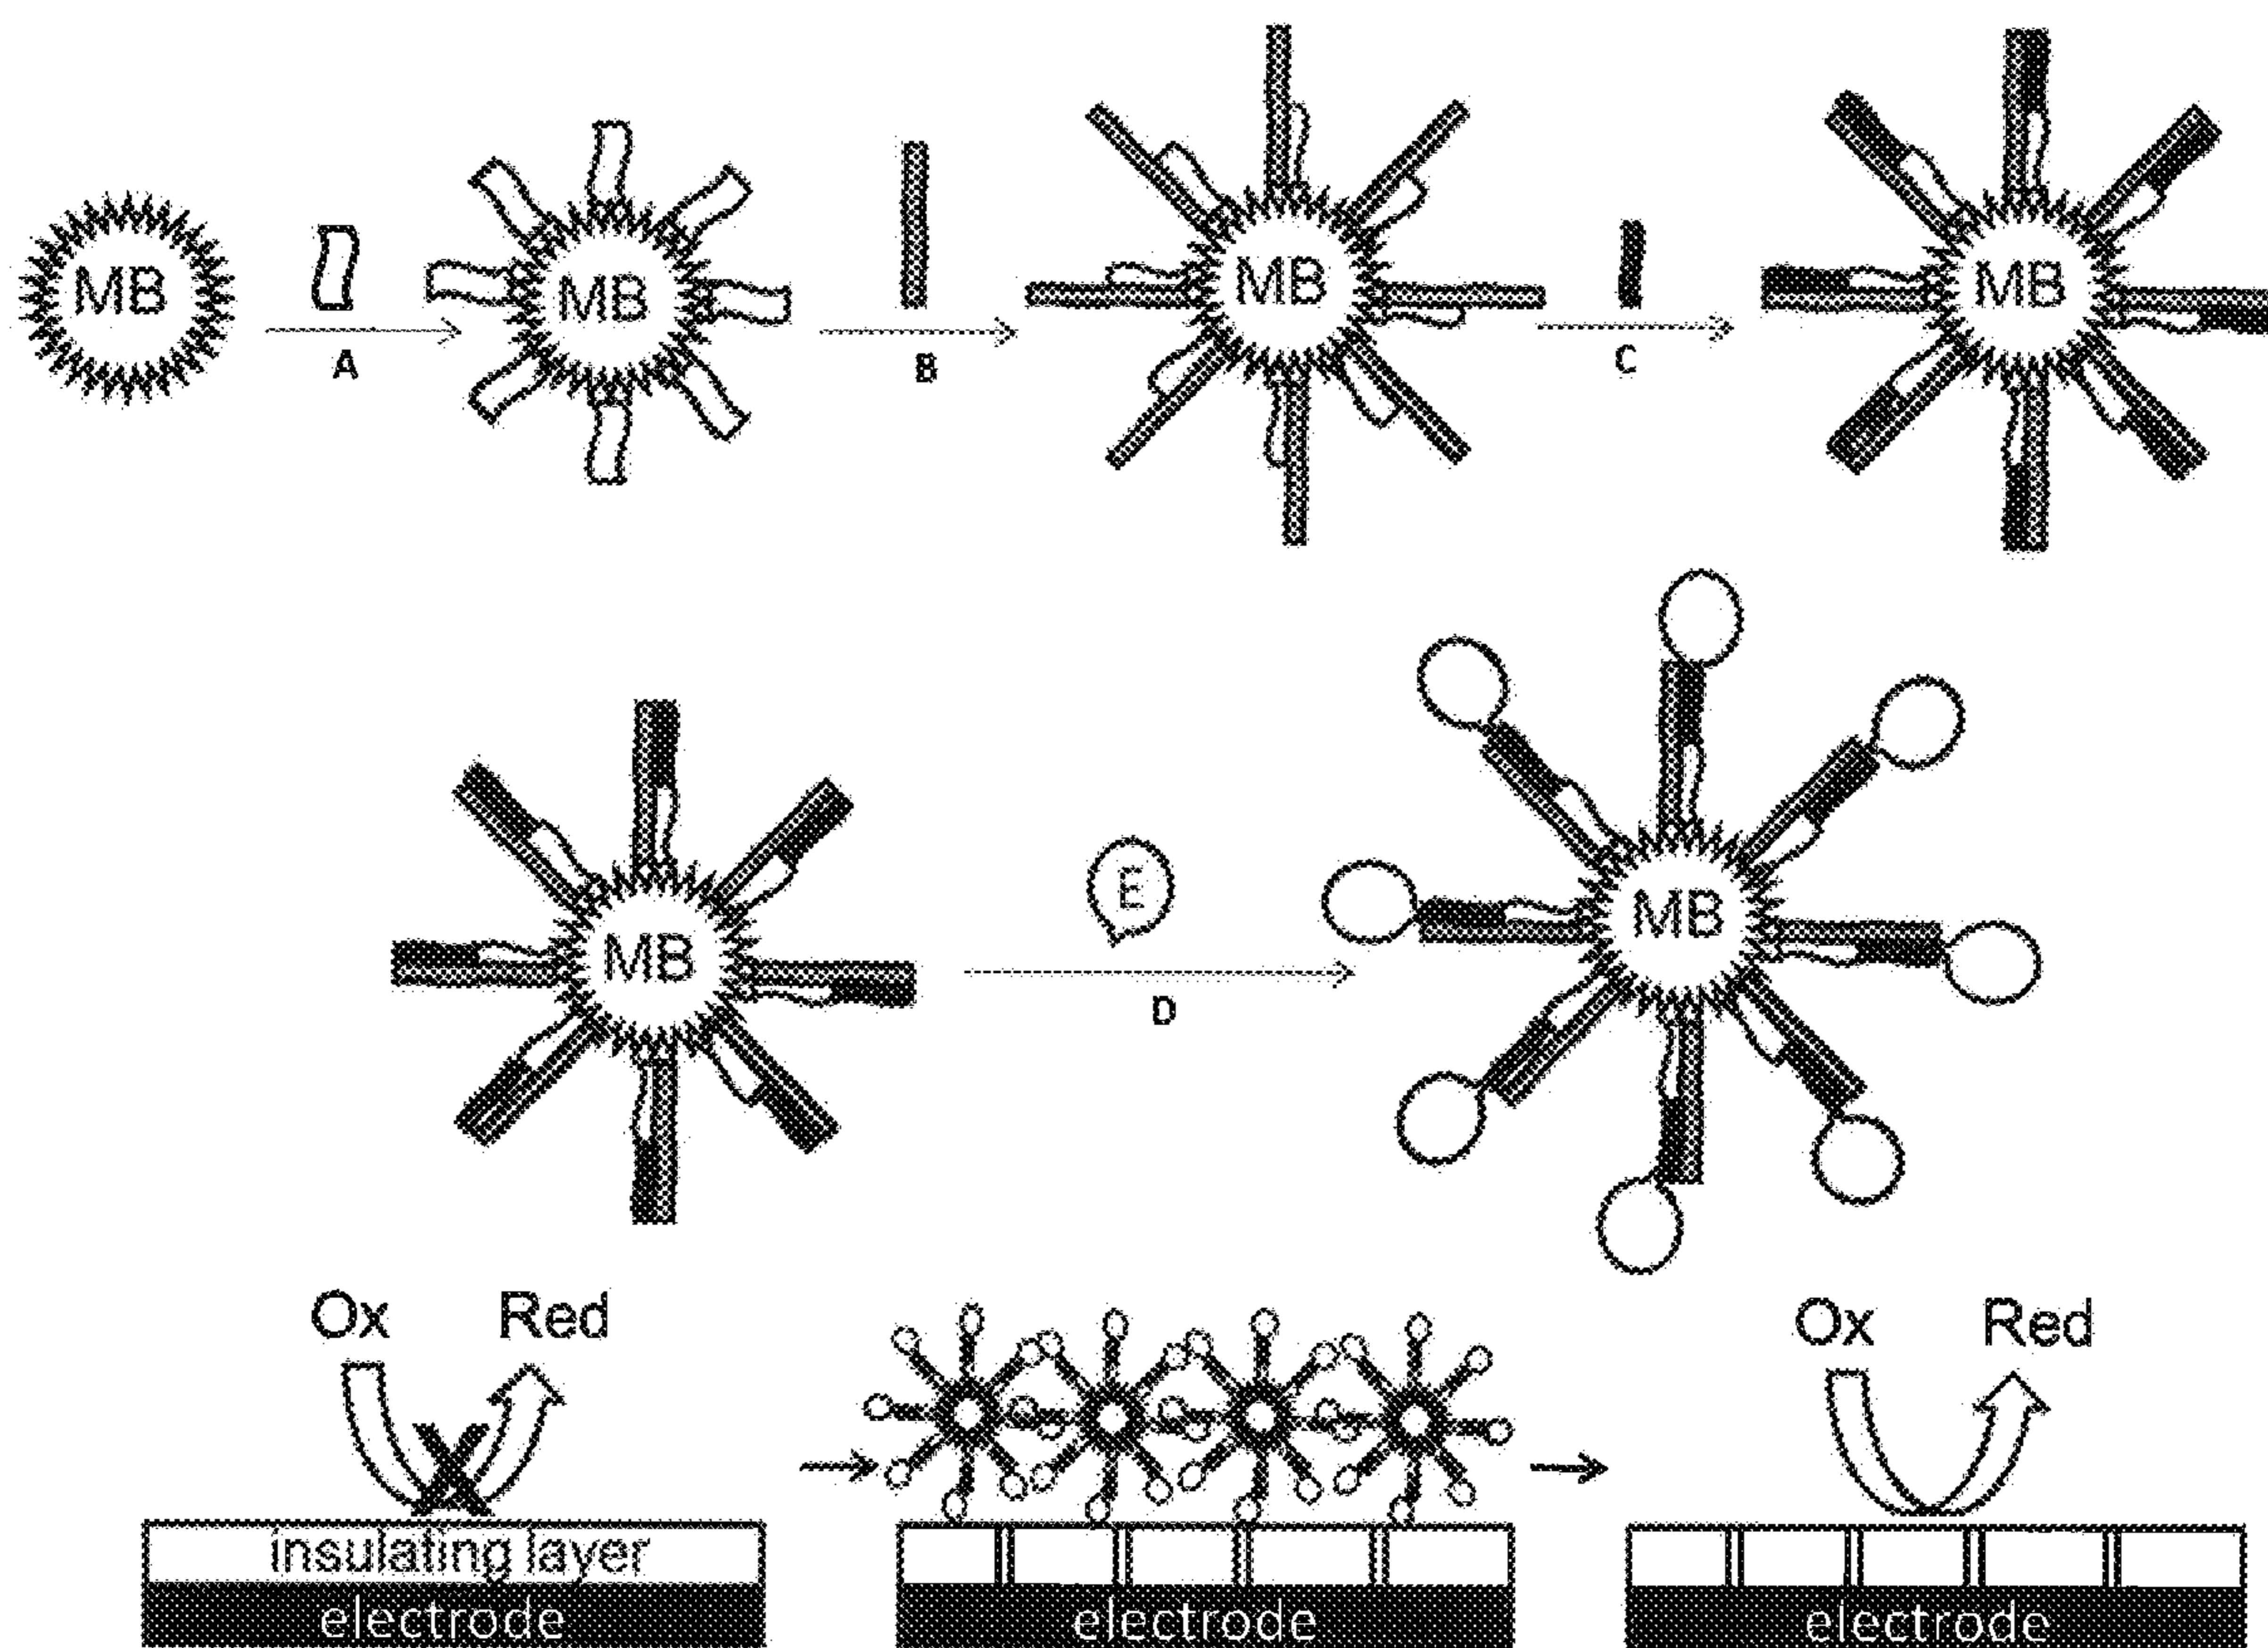 MB
MB
MB
MB
A
B
C
MB
E
MB
D
Ox Red
Ox Red
insulating layer
electrode
electrode
electrode